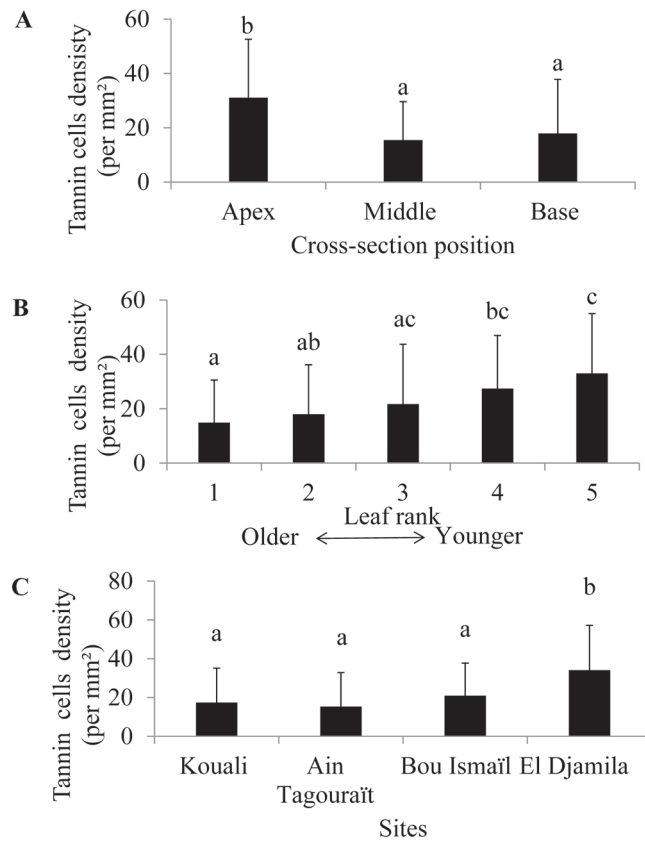 A
Tannin cells densisty
(per mm²)
60
40
20
0
b
a
a
Apex
Middle
Base
Cross-section position
B
Tannin cells density
(per mm²)
60
40
20
0
a
ab
ac
bc
c
1
2
3
4
5
Leaf rank
Older
Younger
C
Tannin cells density
(per mm²)
80
60
40
20
0
a
a
a
b
Kouali
Ain
Tagouraït
Bou Ismaïl
El Djamila
Sites